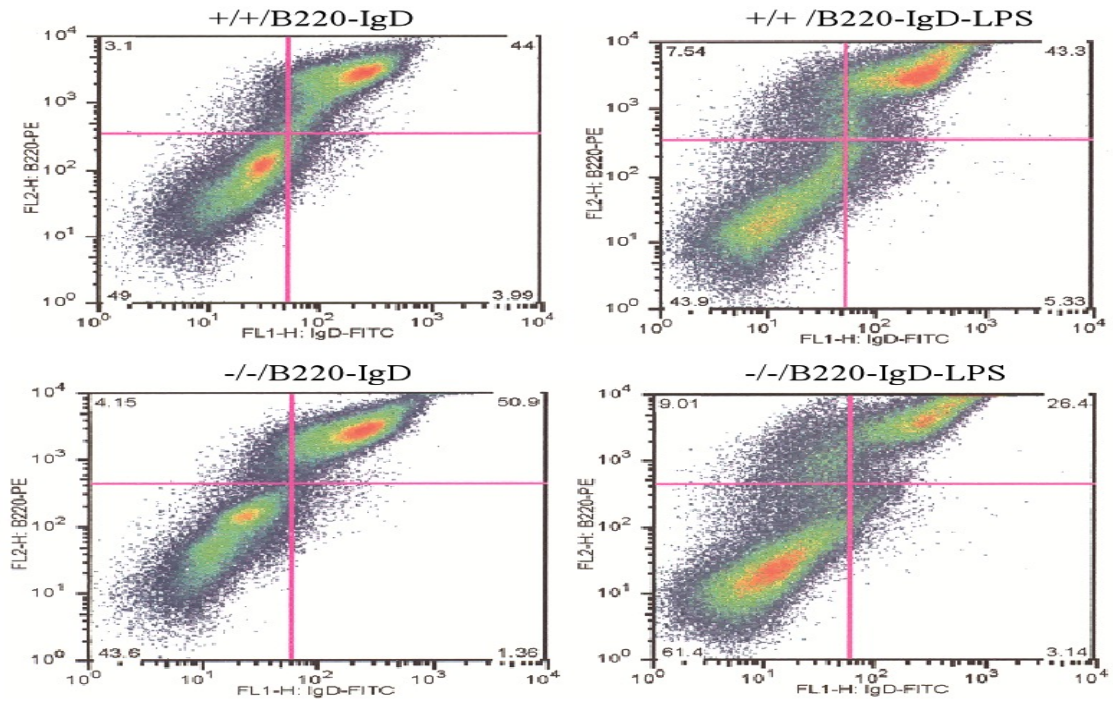 +/+/B220-IgD
3.1
44
49
3.99
10⁴
10³
10²
10¹
10⁰
FL2-H: B220-PE
10⁰ 10¹ 10² 10³ 10⁴
FL1-H: IgD-FITC
+/+ /B220-IgD-LPS
7.54
43.3
43.9
5.33
10⁴
10³
10²
10¹
10⁰
FL2-H: B220-PE
10⁰ 10¹ 10² 10³ 10⁴
FL1-H: IgD-FITC
-/-/B220-IgD
4.15
50.9
43.6
1.36
10⁴
10³
10²
10¹
10⁰
FL2-H: B220-PE
10⁰ 10¹ 10² 10³ 10⁴
FL1-H: IgD-FITC
-/-/B220-IgD-LPS
9.01
26.4
61.4
3.14
10⁴
10³
10²
10¹
10⁰
FL2-H: B220-PE
10⁰ 10¹ 10² 10³ 10⁴
FL1-H: IgD-FITC